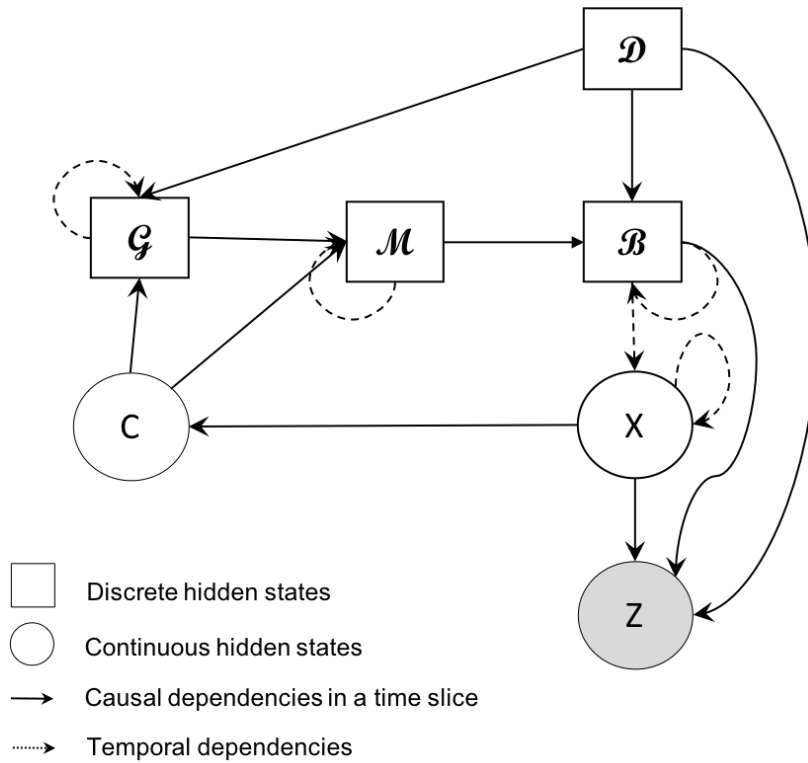 𝓓
𝓖
𝓜
𝓑
C
X
Z
Discrete hidden states
Continuous hidden states
Causal dependencies in a time slice
Temporal dependencies